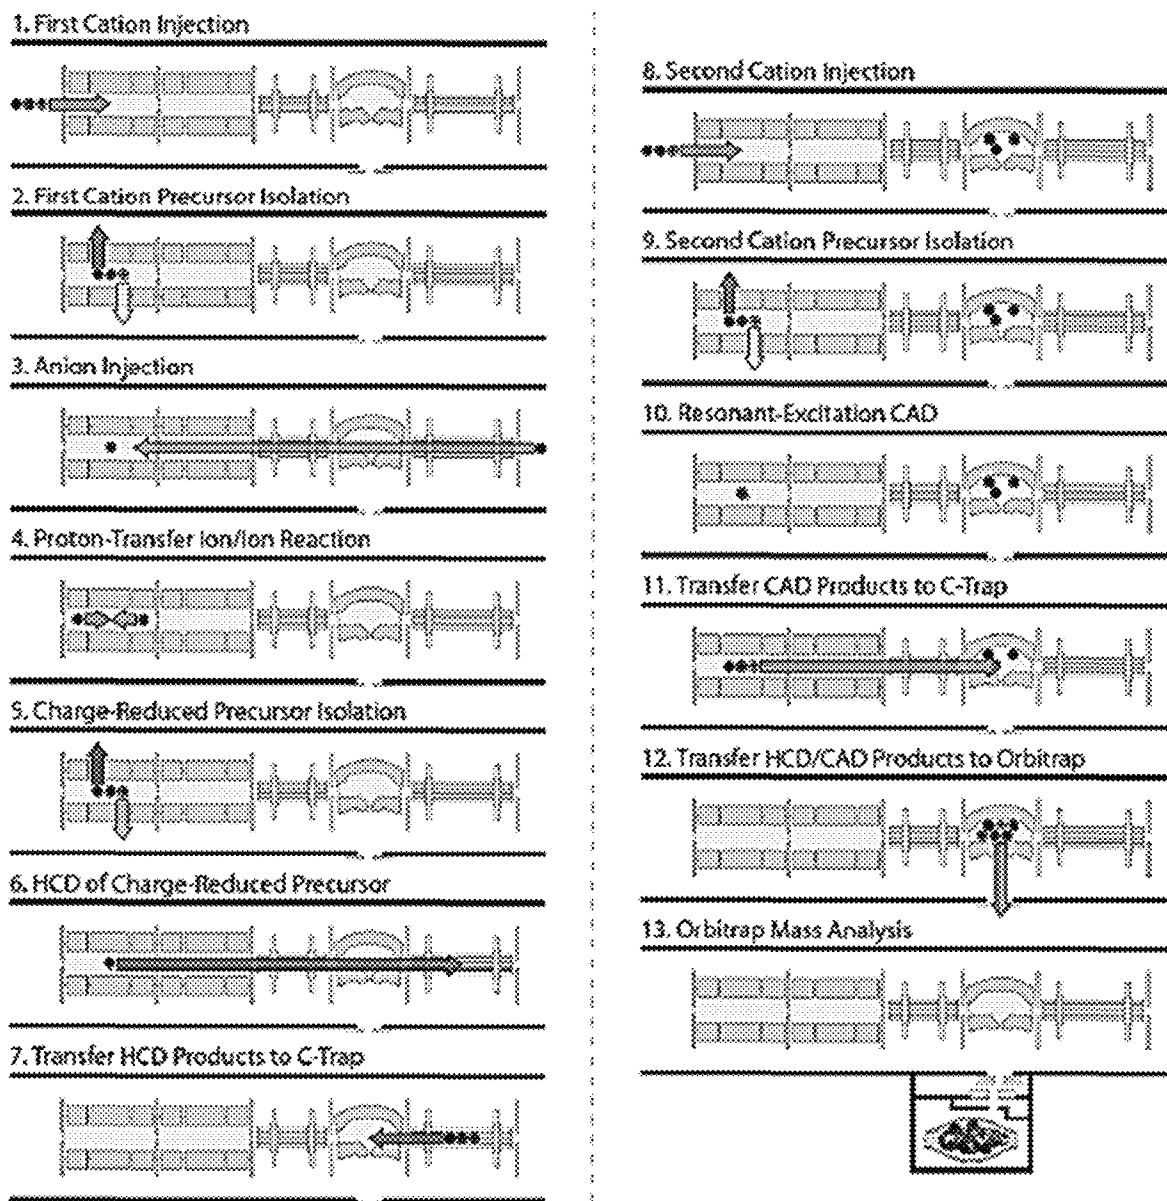 1. First Cation Injection
2. First Cation Precursor Isolation
3. Anion Injection
4. Proton-Transfer Ion/Ion Reaction
5. Charge-Reduced Precursor Isolation
6. HCD of Charge-Reduced Precursor
7. Transfer HCD Products to C-Trap
8. Second Cation Injection
9. Second Cation Precursor Isolation
10. Resonant-Excitation CAD
11. Transfer CAD Products to C-Trap
12. Transfer HCD/CAD Products to Orbitrap
13. Orbitrap Mass Analysis